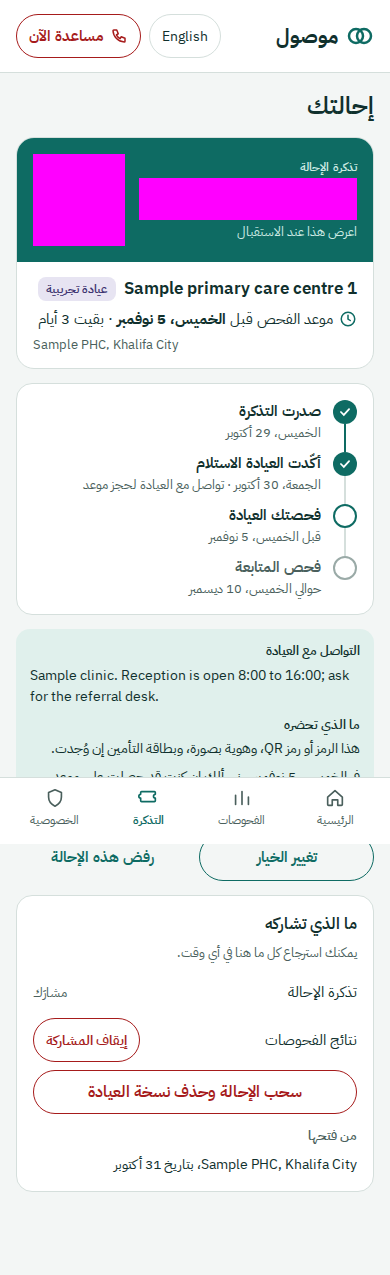 موصول
English
مساعدة الآن
إحالتك
تذكرة الإحالة
اعرض هذا عند الاستقبال
Sample primary care centre 1
عيادة تجريبية
موعد الفحص قبل الخميس، 5 نوفمبر · بقيت 3 أيام
Sample PHC, Khalifa City
صدرت التذكرة
الخميس، 29 أكتوبر
أكّدت العيادة الاستلام
الجمعة، 30 أكتوبر · تواصل مع العيادة لحجز موعد
فحصتك العيادة
قبل الخميس، 5 نوفمبر
فحص المتابعة
حوالي الخميس، 10 ديسمبر
التواصل مع العيادة
Sample clinic. Reception is open 8:00 to 16:00; ask
for the referral desk.
ما الذي تحضره
هذا الرمز أو رمز QR، وهوية بصورة، وبطاقة التأمين إن وُجدت.
الرئيسية
الفحوصات
التذكرة
الخصوصية
تغيير الخيار
رفض هذه الإحالة
ما الذي تشاركه
يمكنك استرجاع كل ما هنا في أي وقت.
تذكرة الإحالة
مشترَك
نتائج الفحوصات
إيقاف المشاركة
سحب الإحالة وحذف نسخة العيادة
من فتحها
Sample PHC, Khalifa City، بتاريخ 31 أكتوبر